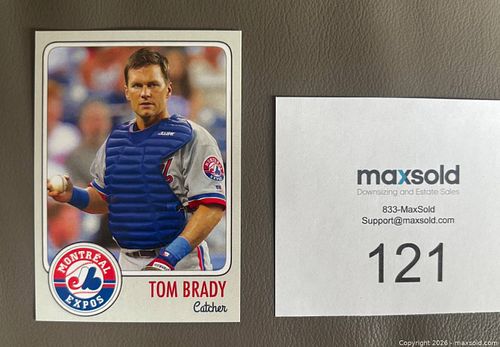 MONTRÉAL
EXPOS
TOM BRADY
Catcher
maxsold
Downsizing and Estate Sales
833-MaxSold
Support@maxsold.com
121
Copyright 2026 - maxsold.com